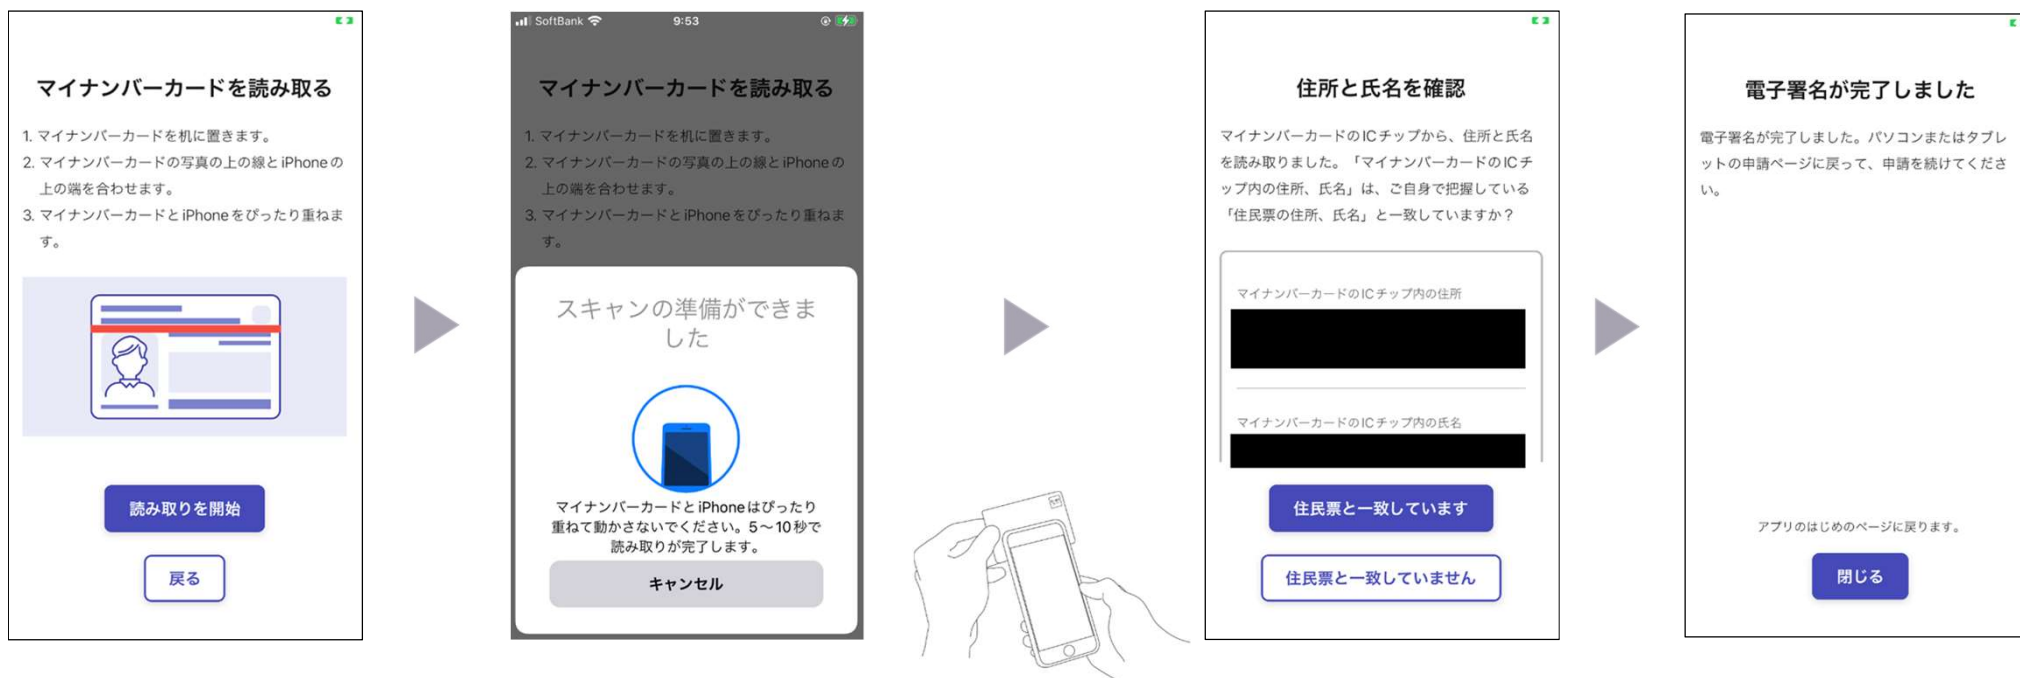 マイナンバーカードを読み取る
1. マイナンバーカードを机に置きます。
2. マイナンバーカードの写真の上の線とiPhoneの
上の端を合わせます。
3. マイナンバーカードとiPhoneをぴったり重ねま
す。
読み取りを開始
戻る
SoftBank 9:53
マイナンバーカードを読み取る
1. マイナンバーカードを机に置きます。
2. マイナンバーカードの写真の上の線とiPhoneの
上の端を合わせます。
3. マイナンバーカードとiPhoneをぴったり重ねま
す。
スキャンの準備ができま
した
マイナンバーカードとiPhoneはぴったり
重ねて動かさないでください。5〜10秒で
読み取りが完了します。
キャンセル
住所と氏名を確認
マイナンバーカードのICチップから、住所と氏名
を読み取りました。「マイナンバーカードのICチ
ップ内の住所、氏名」は、ご自身で把握している
「住民票の住所、氏名」と一致していますか？
マイナンバーカードのICチップ内の住所
マイナンバーカードのICチップ内の氏名
住民票と一致しています
住民票と一致していません
電子署名が完了しました
電子署名が完了しました。パソコンまたはタブレ
ットの申請ページに戻って、申請を続けてくださ
い。
アプリのはじめのページに戻ります。
閉じる